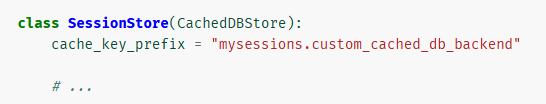 class SessionStore(CachedDBStore):
    cache_key_prefix = "mysessions.custom_cached_db_backend"
    # ...